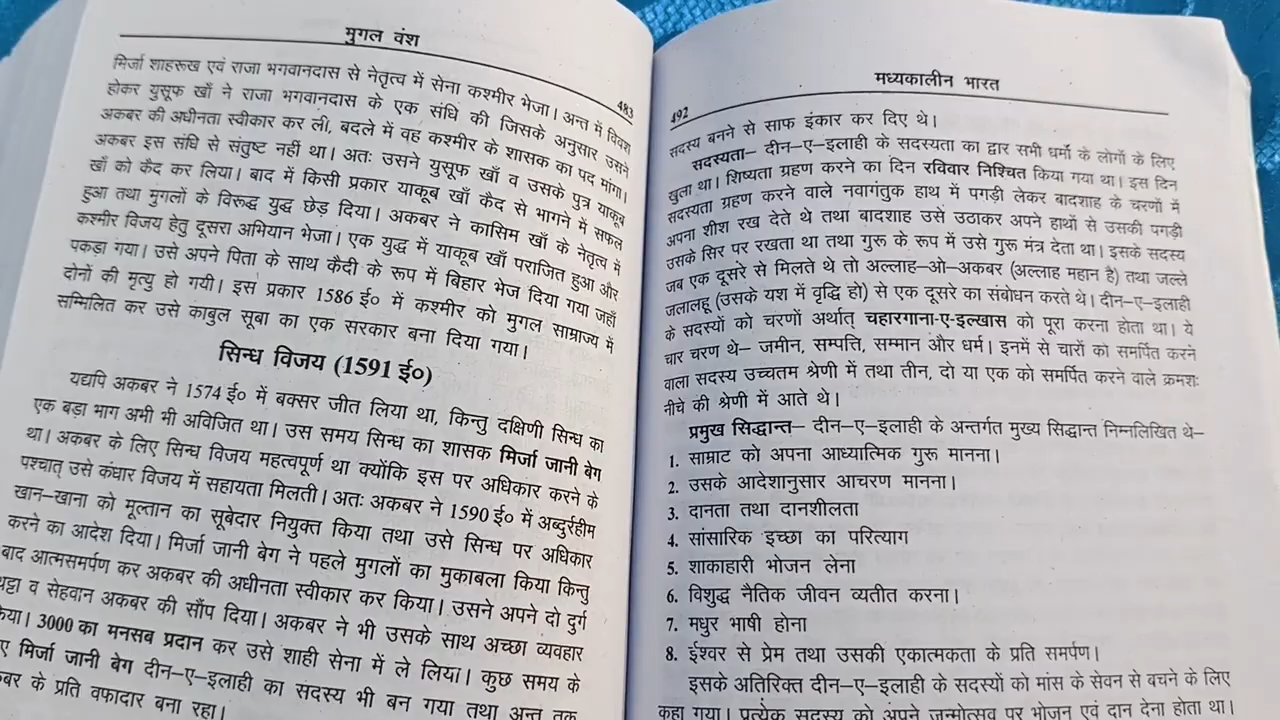 मुगल वंश
483
मिर्जा शाहरूख एवं राजा भगवानदास से नेतृत्व में सेना कश्मीर भेजा। अन्त में विवश
होकर युसूफ खाँ ने राजा भगवानदास के एक संधि की जिसके अनुसार उसने
अकबर की अधीनता स्वीकार कर ली, बदले में वह कश्मीर के शासक का पद मांगा।
अकबर इस संधि से संतुष्ट नहीं था। अतः उसने युसूफ खाँ व उसके पुत्र याकूब
खाँ को कैद कर लिया। बाद में किसी प्रकार याकूब खाँ कैद से भागने में सफल
हुआ तथा मुगलों के विरूद्ध युद्ध छेड़ दिया। अकबर ने कासिम खाँ के नेतृत्व में
कश्मीर विजय हेतु दूसरा अभियान भेजा। एक युद्ध में याकूब खाँ पराजित हुआ और
पकड़ा गया। उसे अपने पिता के साथ कैदी के रूप में बिहार भेज दिया गया जहाँ
दोनों की मृत्यु हो गयी। इस प्रकार 1586 ई० में कश्मीर को मुगल साम्राज्य में
सम्मिलित कर उसे काबुल सूबा का एक सरकार बना दिया गया।
सिन्ध विजय (1591 ई०)
यद्यपि अकबर ने 1574 ई० में बक्सर जीत लिया था, किन्तु दक्षिणी सिन्ध का
एक बड़ा भाग अभी भी अविजित था। उस समय सिन्ध का शासक मिर्जा जानी बेग
था। अकबर के लिए सिन्ध विजय महत्वपूर्ण था क्योंकि इस पर अधिकार करने के
पश्चात् उसे कंधार विजय में सहायता मिलती। अतः अकबर ने 1590 ई० में अब्दुर्रहीम
खान-खाना को मूल्तान का सूबेदार नियुक्त किया तथा उसे सिन्ध पर अधिकार
करने का आदेश दिया। मिर्जा जानी बेग ने पहले मुगलों का मुकाबला किया किन्तु
बाद आत्मसमर्पण कर अकबर की अधीनता स्वीकार कर किया। उसने अपने दो दुर्ग
व सेहवान अकबर की सौंप दिया। अकबर ने भी उसके साथ अच्छा व्यवहार
3000 का मनसब प्रदान कर उसे शाही सेना में ले लिया। कुछ समय के
मिर्जा जानी बेग दीन-ए-इलाही का सदस्य भी बन गया तथा अन्त तक
के प्रति वफादार बना रहा।
मध्यकालीन भारत
492
सदस्य बनने से साफ इंकार कर दिए थे।
सदस्यता– दीन-ए-इलाही के सदस्यता का द्वार सभी धर्मों के लोगों के लिए
खुला था। शिष्यता ग्रहण करने का दिन रविवार निश्चित किया गया था। इस दिन
सदस्यता ग्रहण करने वाले नवागंतुक हाथ में पगड़ी लेकर बादशाह के चरणों में
अपना शीश रख देते थे तथा बादशाह उसे उठाकर अपने हाथों से उसकी पगड़ी
उसके सिर पर रखता था तथा गुरू के रूप में उसे गुरू मंत्र देता था। इसके सदस्य
जब एक दूसरे से मिलते थे तो अल्लाह-ओ-अकबर (अल्लाह महान है) तथा जल्ले
जलालहू (उसके यश में वृद्धि हो) से एक दूसरे का संबोधन करते थे। दीन-ए-इलाही
के सदस्यों को चरणों अर्थात् चहारगाना-ए-इल्खास को पूरा करना होता था। ये
चार चरण थे– जमीन, सम्पत्ति, सम्मान और धर्म। इनमें से चारों को समर्पित करने
वाला सदस्य उच्चतम श्रेणी में तथा तीन, दो या एक को समर्पित करने वाले क्रमशः
नीचे की श्रेणी में आते थे।
प्रमुख सिद्धान्त– दीन-ए-इलाही के अन्तर्गत मुख्य सिद्धान्त निम्नलिखित थे–
1. साम्राट को अपना आध्यात्मिक गुरू मानना।
2. उसके आदेशानुसार आचरण मानना।
3. दानता तथा दानशीलता
4. सांसारिक इच्छा का परित्याग
5. शाकाहारी भोजन लेना
6. विशुद्ध नैतिक जीवन व्यतीत करना।
7. मधुर भाषी होना
8. ईश्वर से प्रेम तथा उसकी एकात्मकता के प्रति समर्पण।
इसके अतिरिक्त दीन-ए-इलाही के सदस्यों को मांस के सेवन से बचने के लिए
कहा गया। प्रत्येक सदस्य को अपने जन्मोत्सव पर भोजन एवं दान देना होता था।